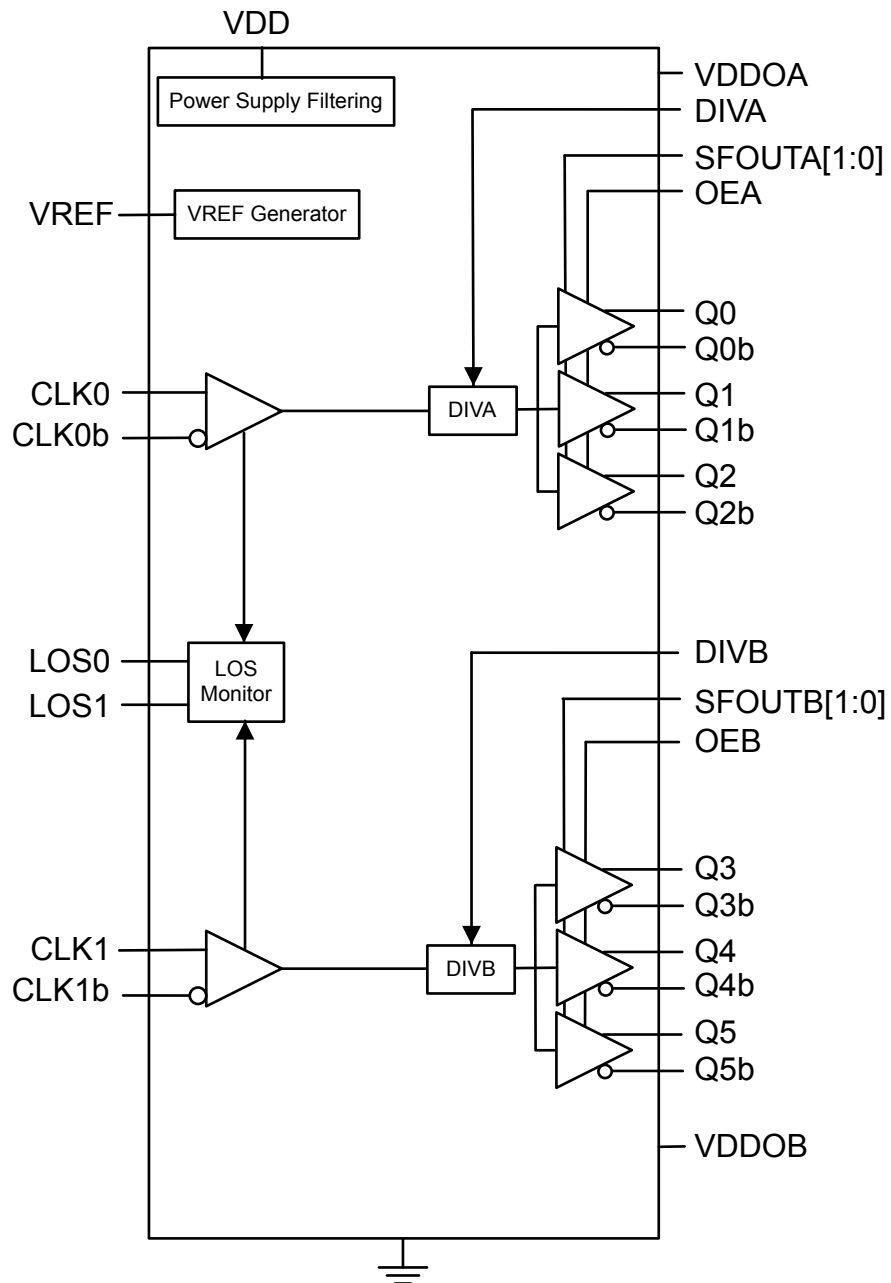 VDD
Power Supply Filtering
VDDOA
DIVA
SFOUTA[1:0]
OEA
VREF
VREF Generator
Q0
Q0b
CLK0
CLK0b
DIVA
Q1
Q1b
Q2
Q2b
LOS0
LOS1
LOS
Monitor
DIVB
SFOUTB[1:0]
OEB
Q3
Q3b
CLK1
CLK1b
DIVB
Q4
Q4b
Q5
Q5b
VDDOB